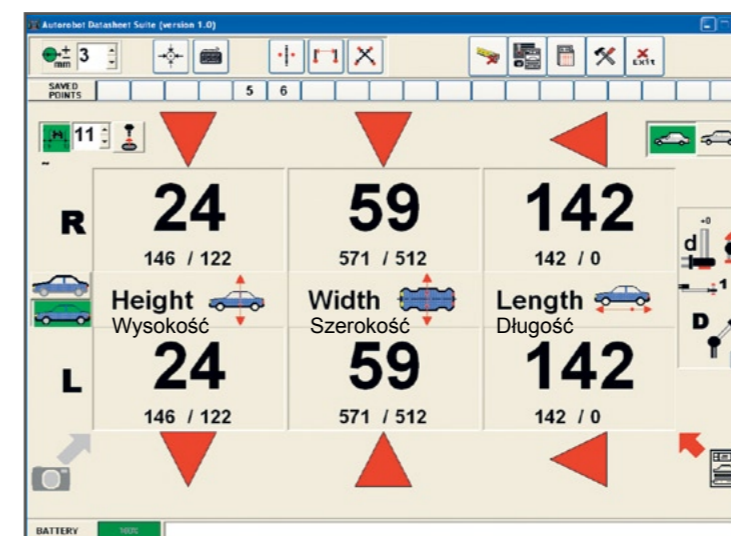 Autorobot Datasheet Suite (version 1.0)
± mm 3
Exit
SAVED POINTS 5 6
11
~
R 24 59 142
146 / 122 571 / 512 142 / 0
+0
d
1
Height Width Length
Wysokość Szerokość Długość
D
L 24 59 142
146 / 122 571 / 512 142 / 0
BATTERY